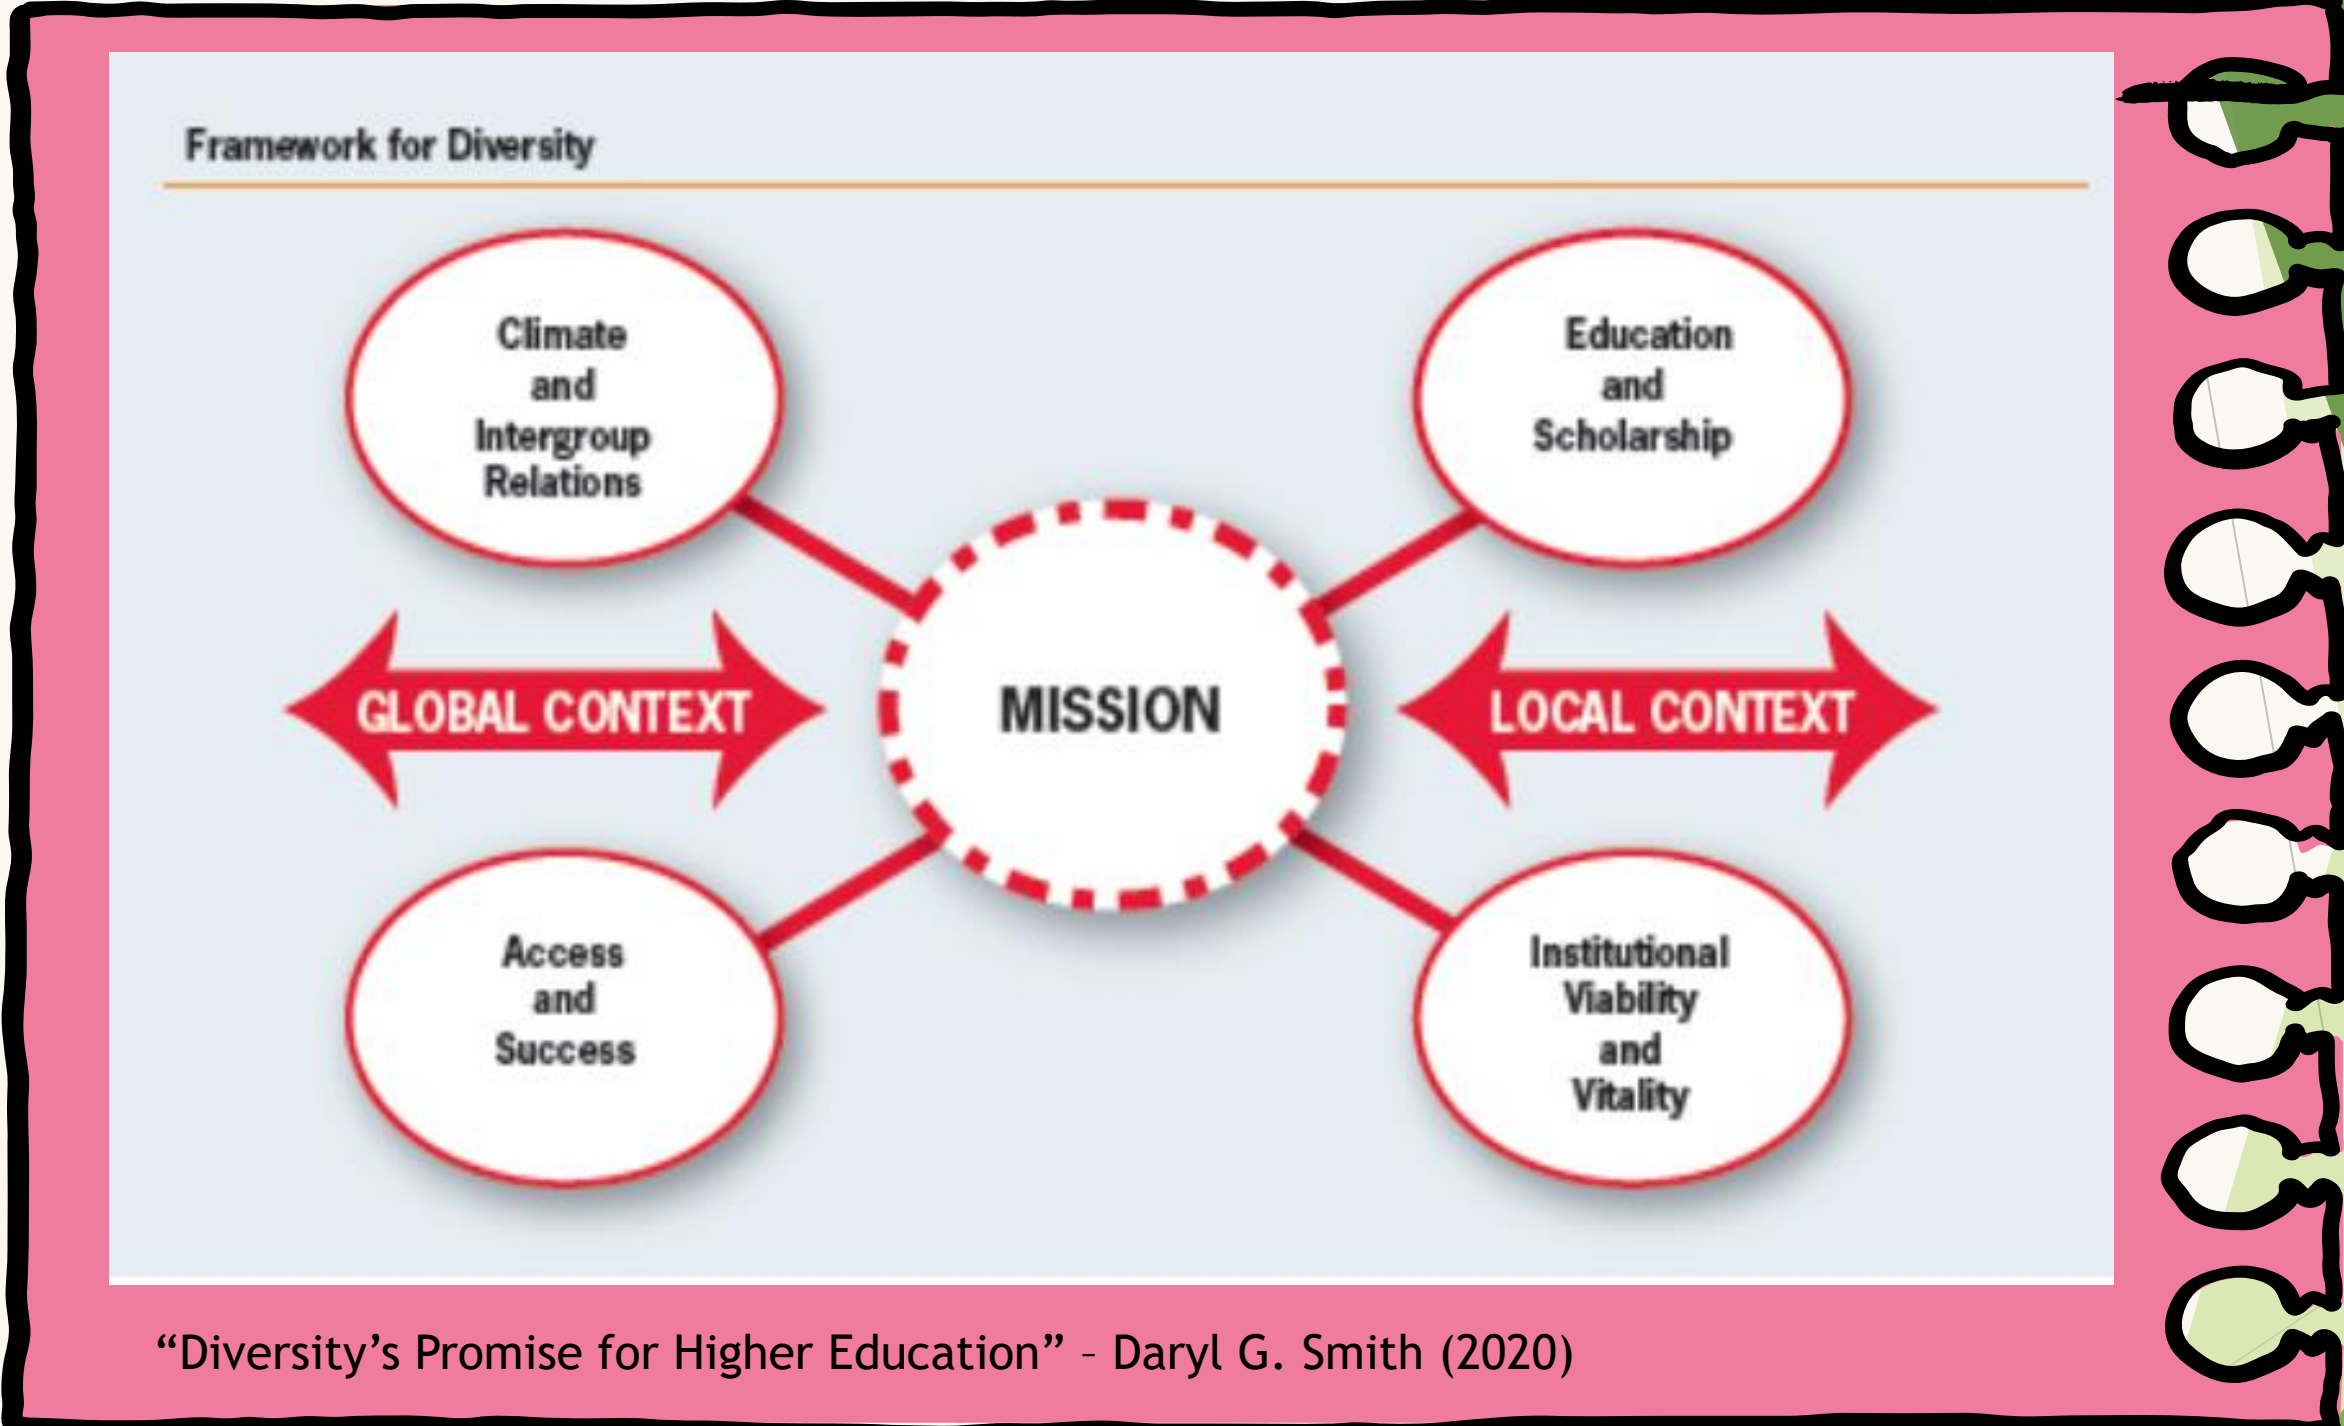 Framework for Diversity
Climate
and
Intergroup
Relations
Education
and
Scholarship
GLOBAL CONTEXT
MISSION
LOCAL CONTEXT
Access
and
Success
Institutional
Viability
and
Vitality
“Diversity’s Promise for Higher Education” – Daryl G. Smith (2020)